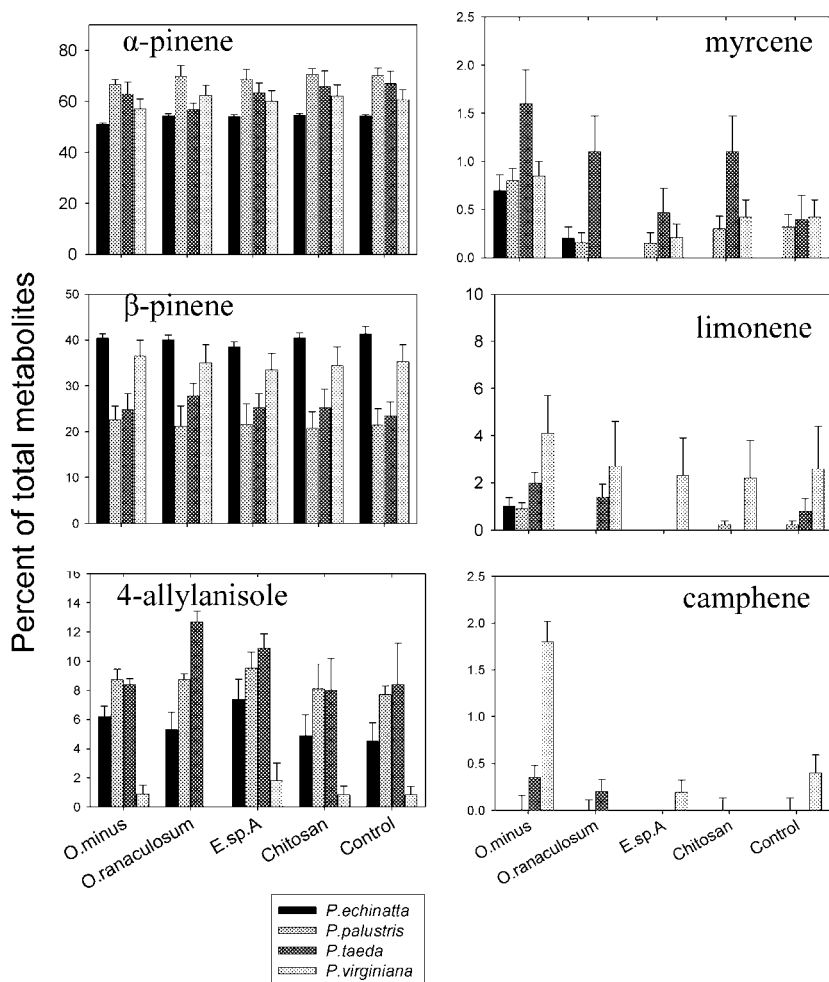 Percent of total metabolites
α-pinene
80
60
40
20
0
myrcene
2.5
2.0
1.5
1.0
0.5
0.0
β-pinene
50
40
30
20
10
0
limonene
10
8
6
4
2
0
4-allylanisole
16
14
12
10
8
6
4
2
0
O.minus
O.ranaculosum
E.sp.A
Chitosan
Control
camphene
2.5
2.0
1.5
1.0
0.5
0.0
O.minus
O.ranaculosum
E.sp.A
Chitosan
Control
P.echinatta
P.palustris
P.taeda
P.virginiana